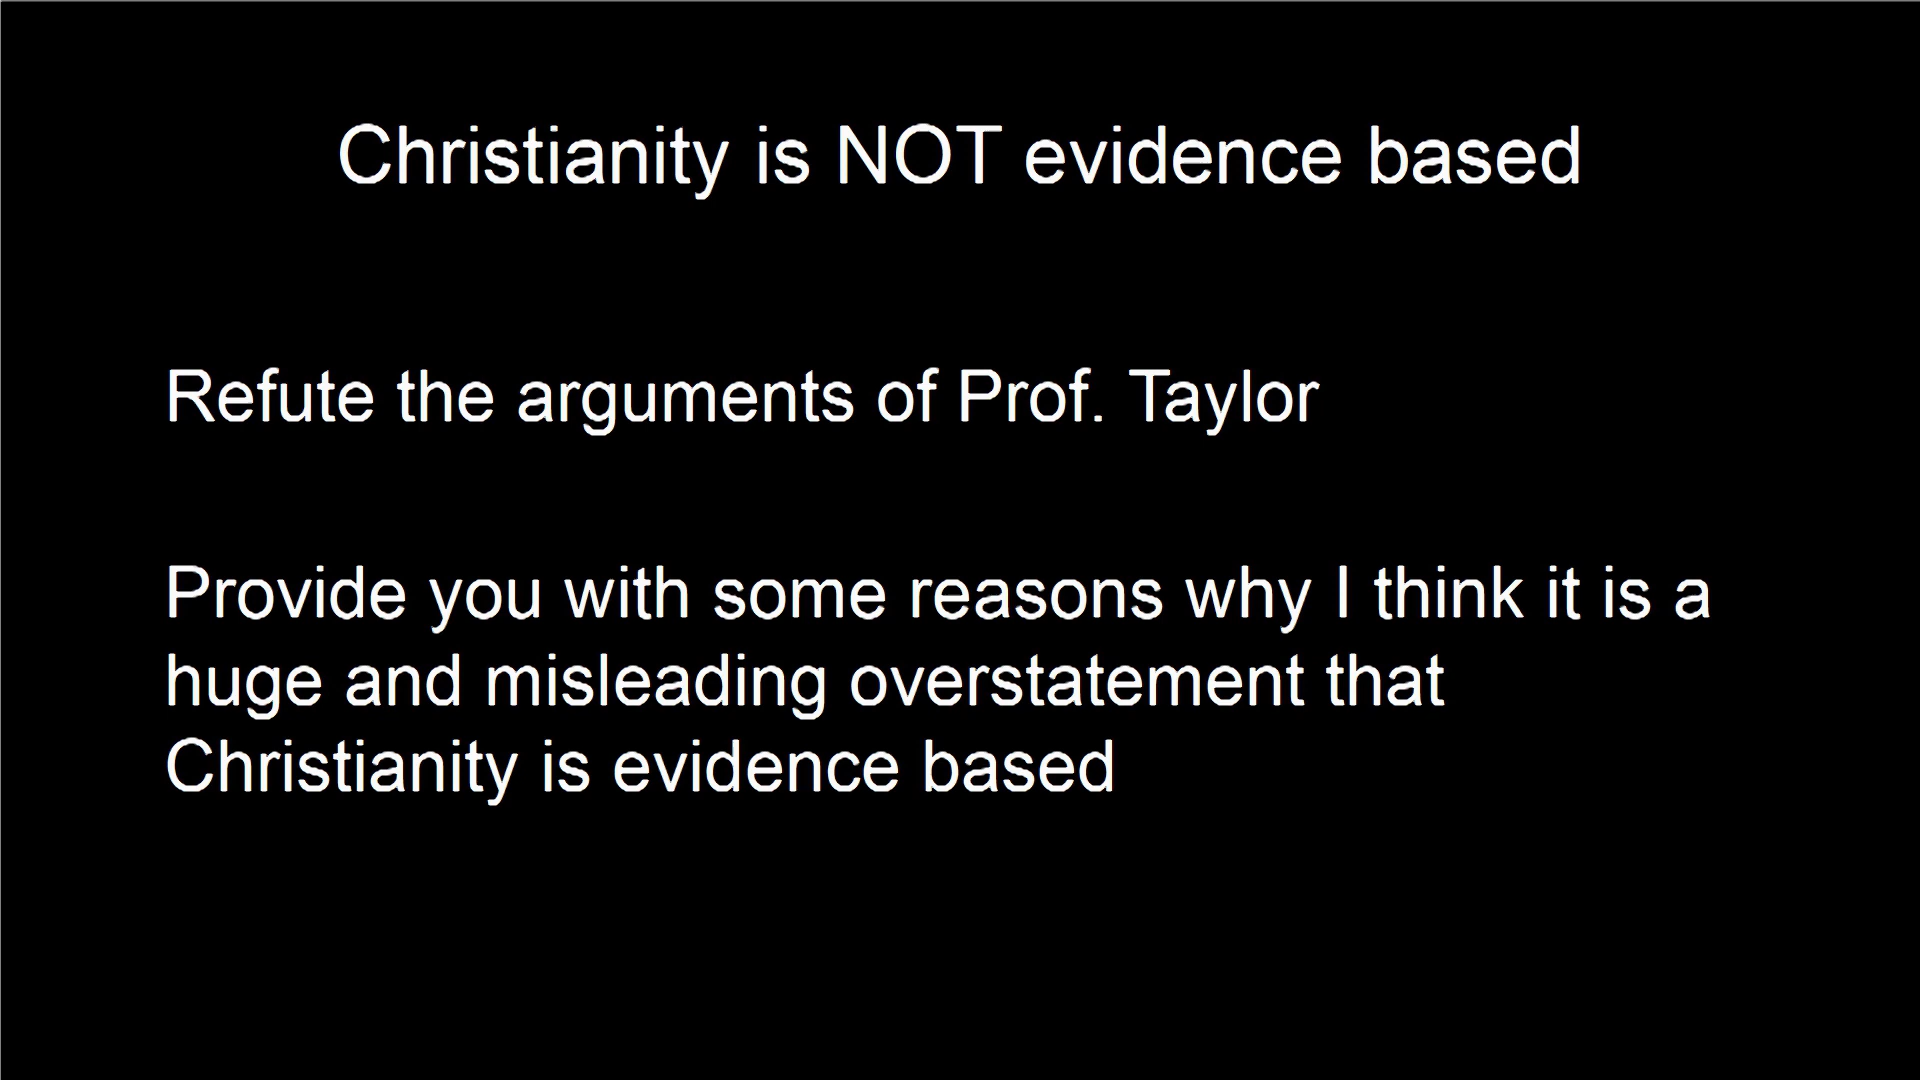 Christianity is NOT evidence based
Refute the arguments of Prof. Taylor
Provide you with some reasons why I think it is a
huge and misleading overstatement that
Christianity is evidence based